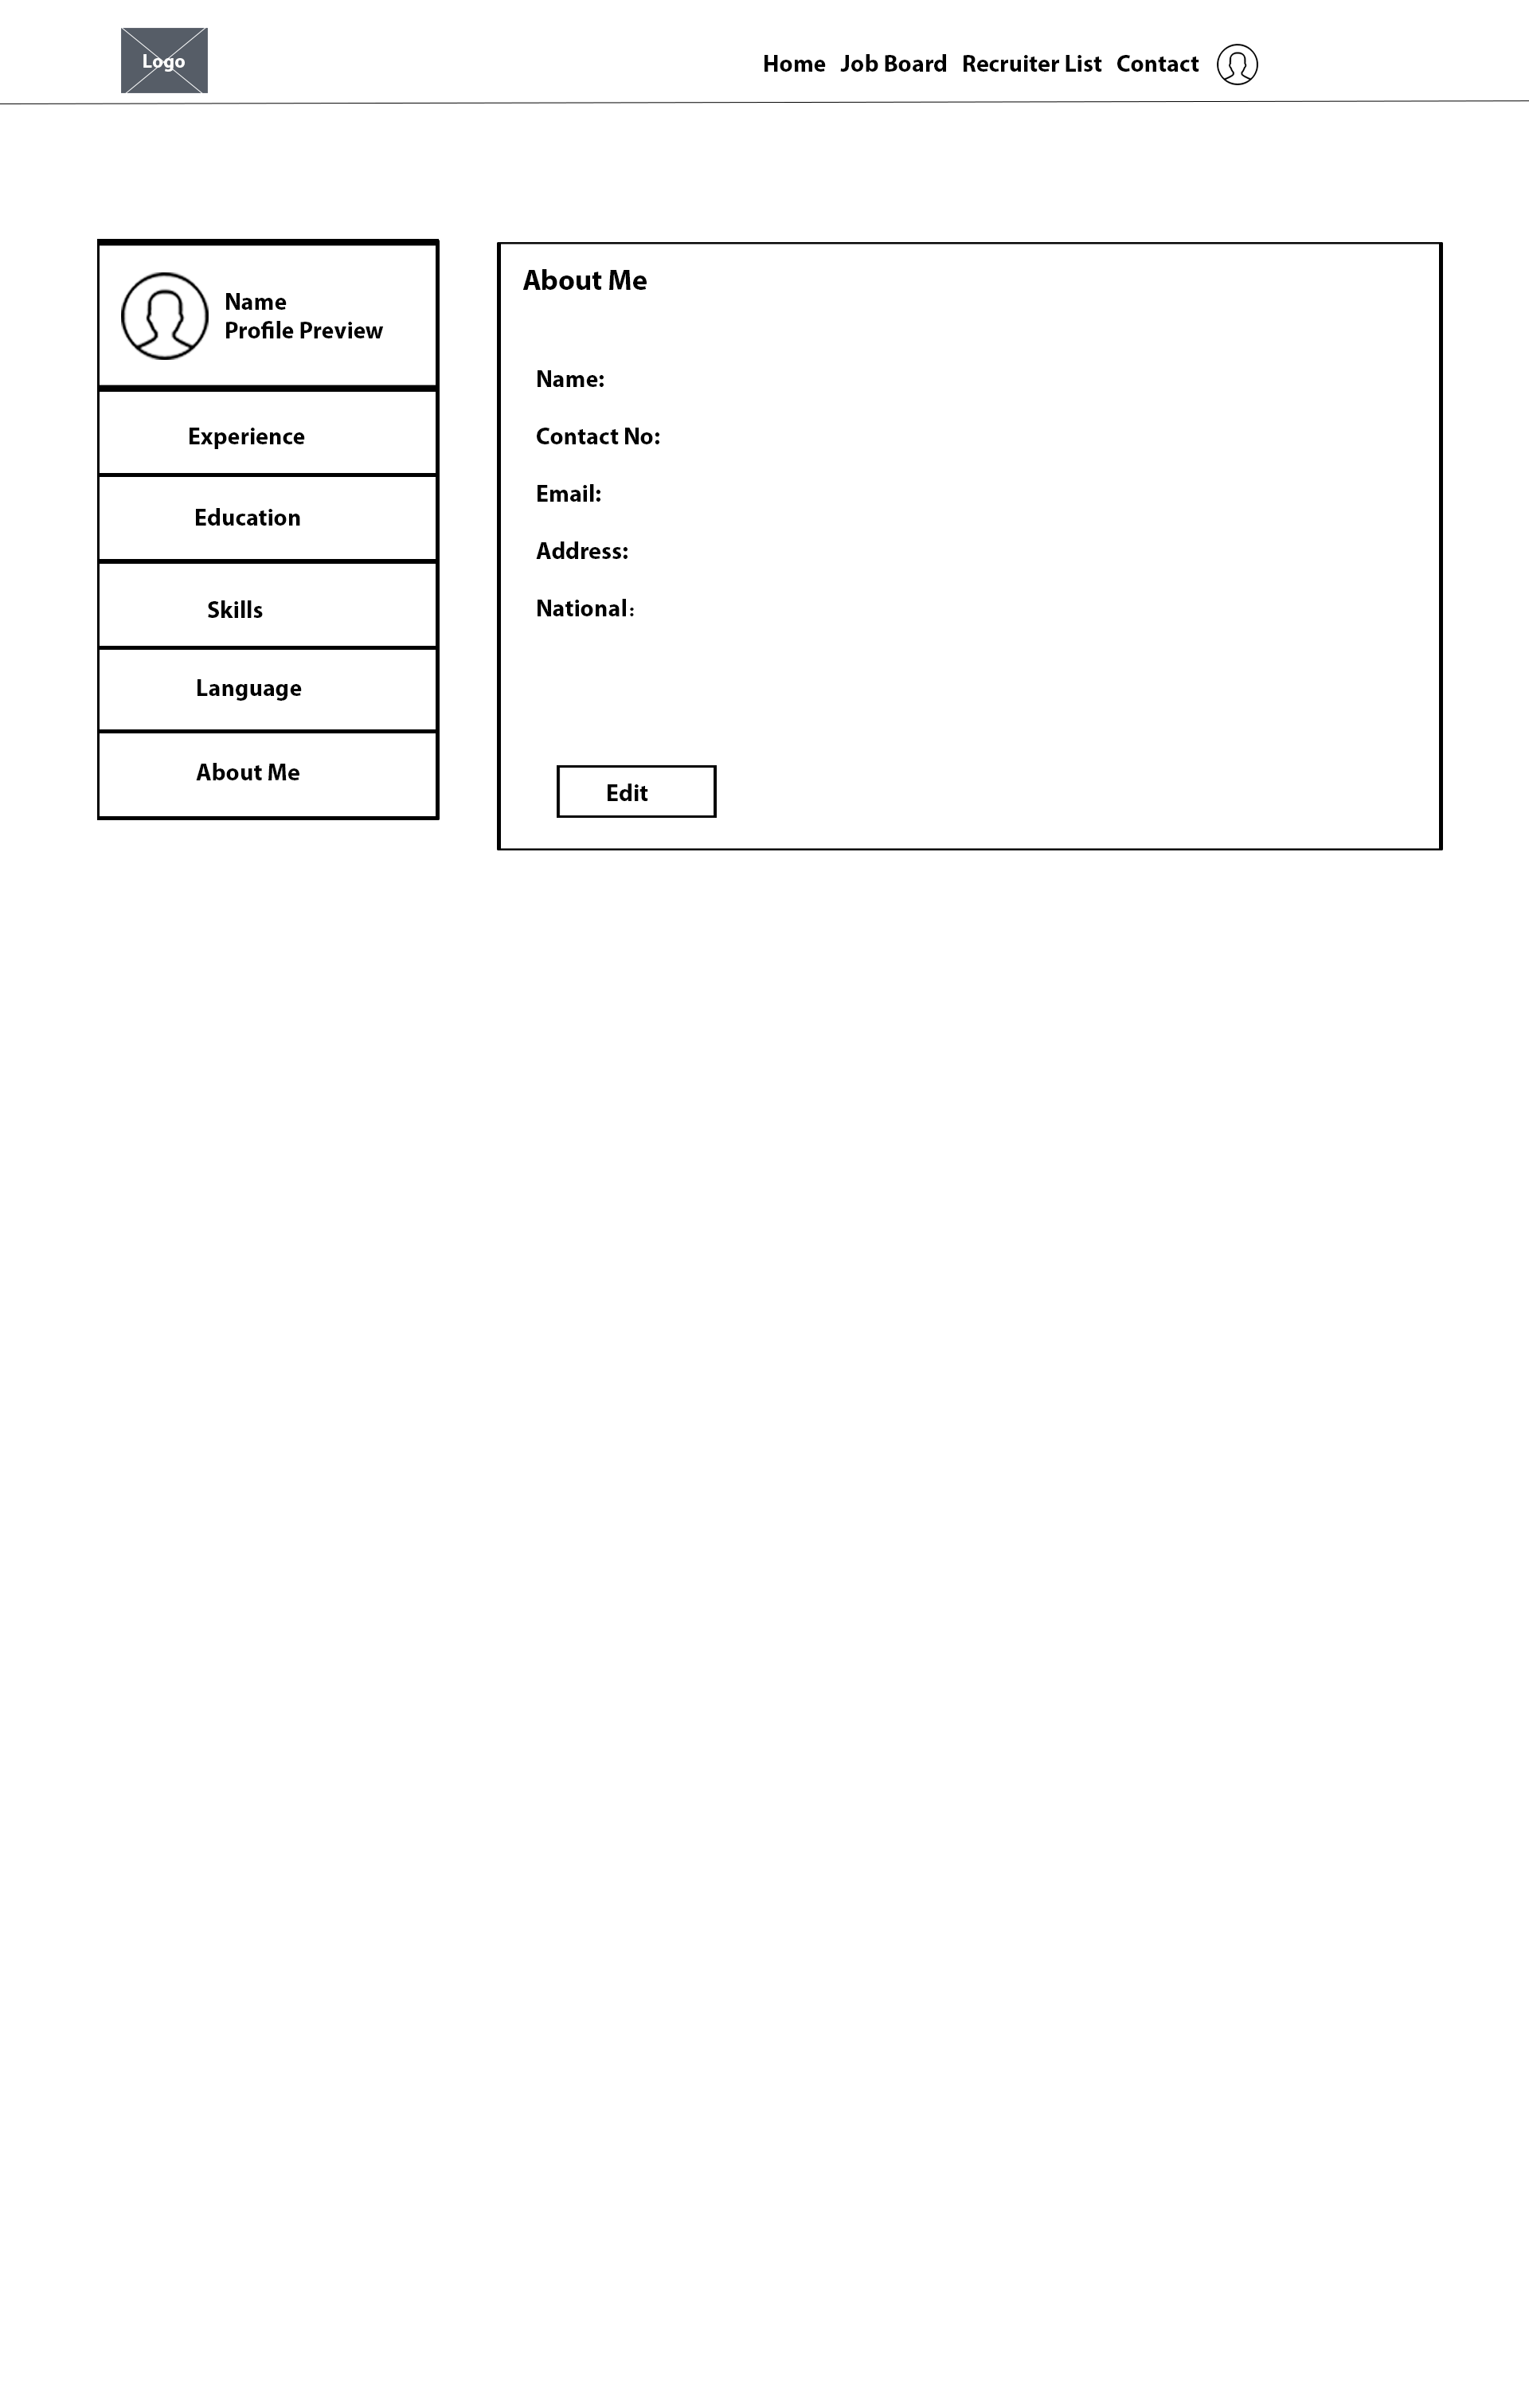 Logo
Home Job Board Recruiter List Contact
Name
Profile Preview
Experience
Education
Skills
Language
About Me
About Me
Name:
Contact No:
Email:
Address:
National:
Edit